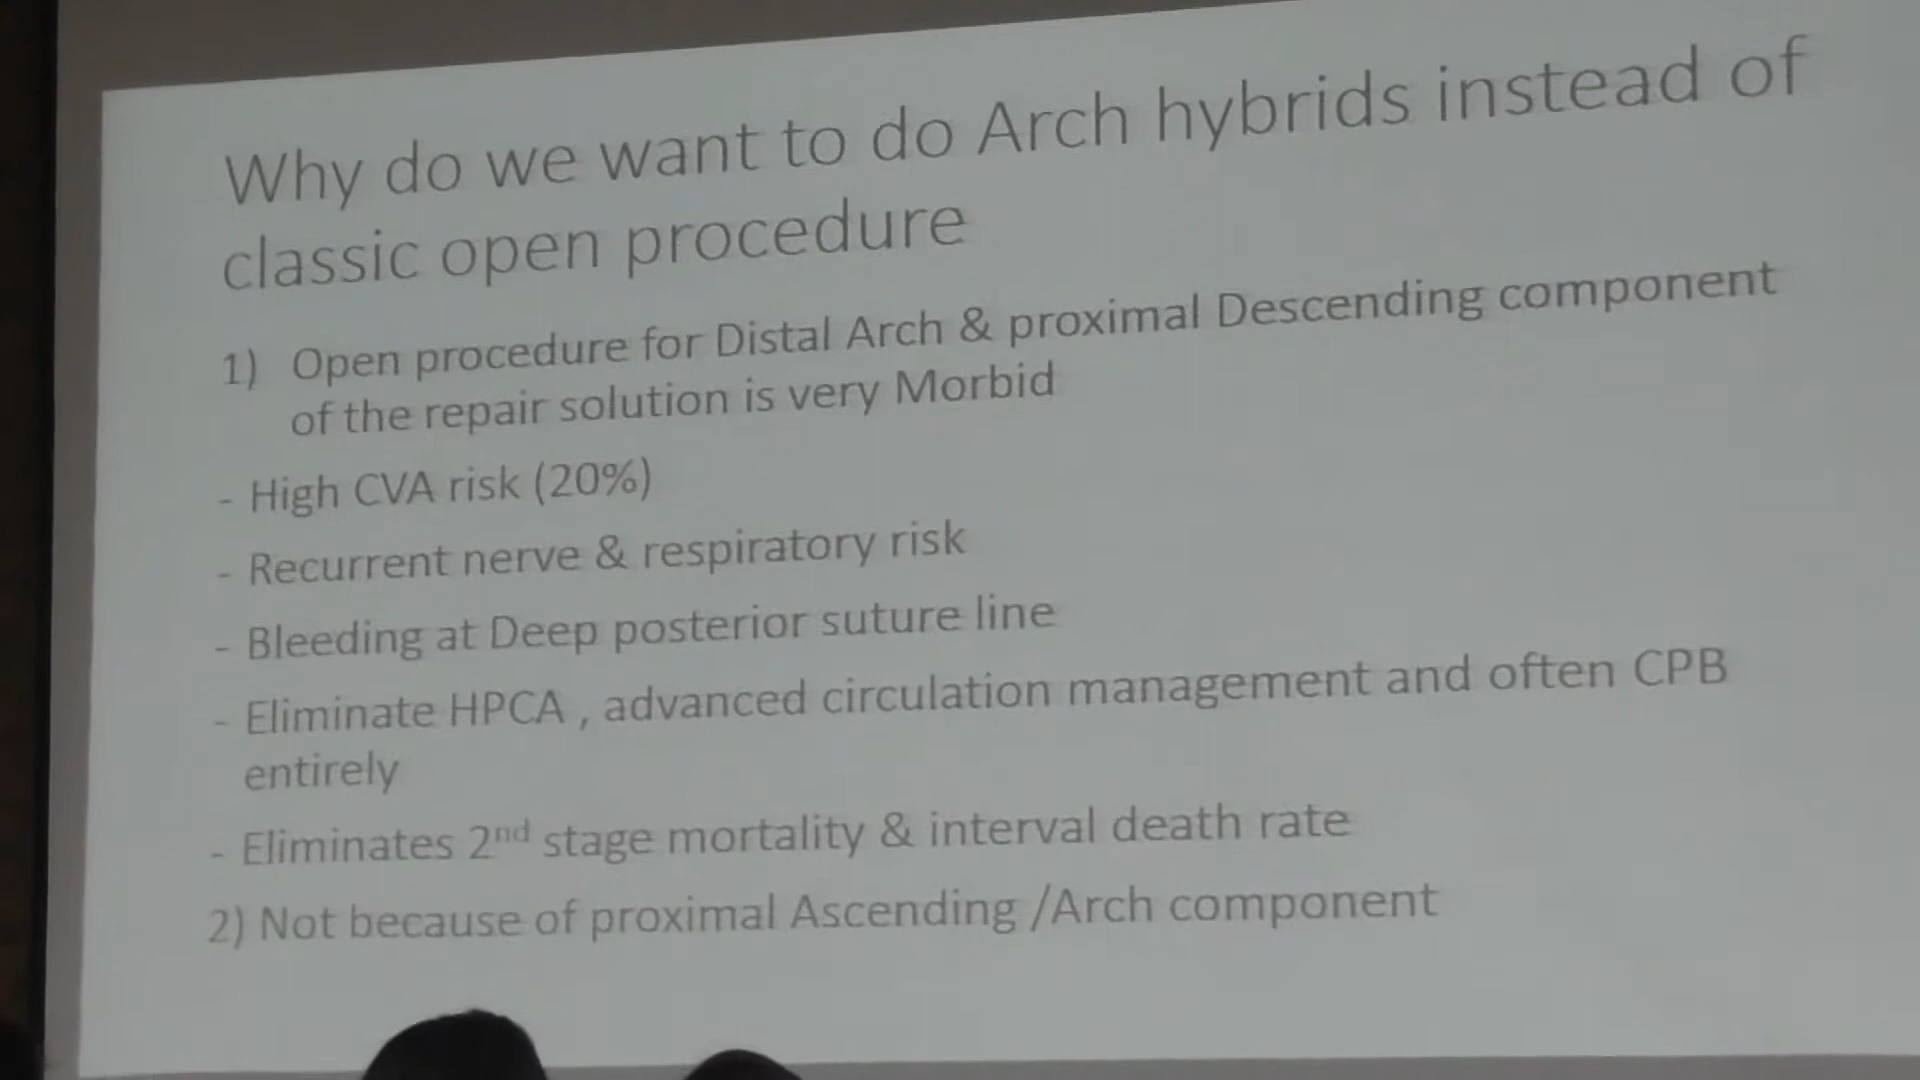 Why do we want to do Arch hybrids instead of
classic open procedure
1) Open procedure for Distal Arch & proximal Descending component
of the repair solution is very Morbid
- High CVA risk (20%)
- Recurrent nerve & respiratory risk
- Bleeding at Deep posterior suture line
- Eliminate HPCA , advanced circulation management and often CPB
entirely
- Eliminates 2nd stage mortality & interval death rate
2) Not because of proximal Ascending /Arch component